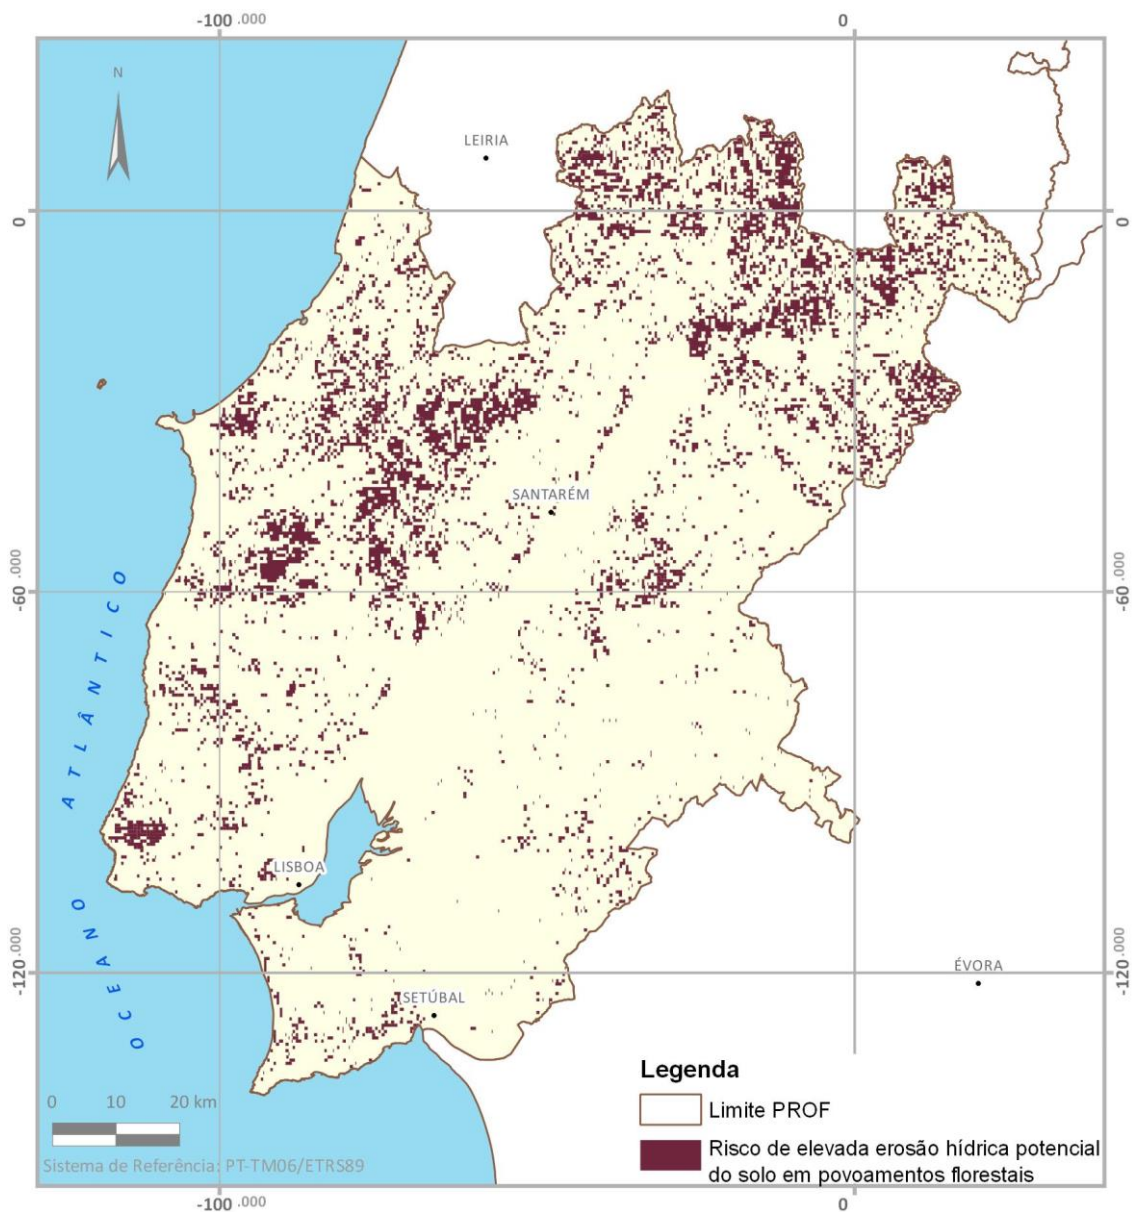 -100.000
0
N
LEIRIA
0
0
SANTARÉM
-60.000
-60.000
OCEANO ATLÂNTICO
LISBOA
-120.000
-120.000
ÉVORA
SETÚBAL
Legenda
Limite PROF
Risco de elevada erosão hídrica potencial
do solo em povoamentos florestais
0 10 20 km
Sistema de Referência: PT-TM06/ETRS89
-100.000
0